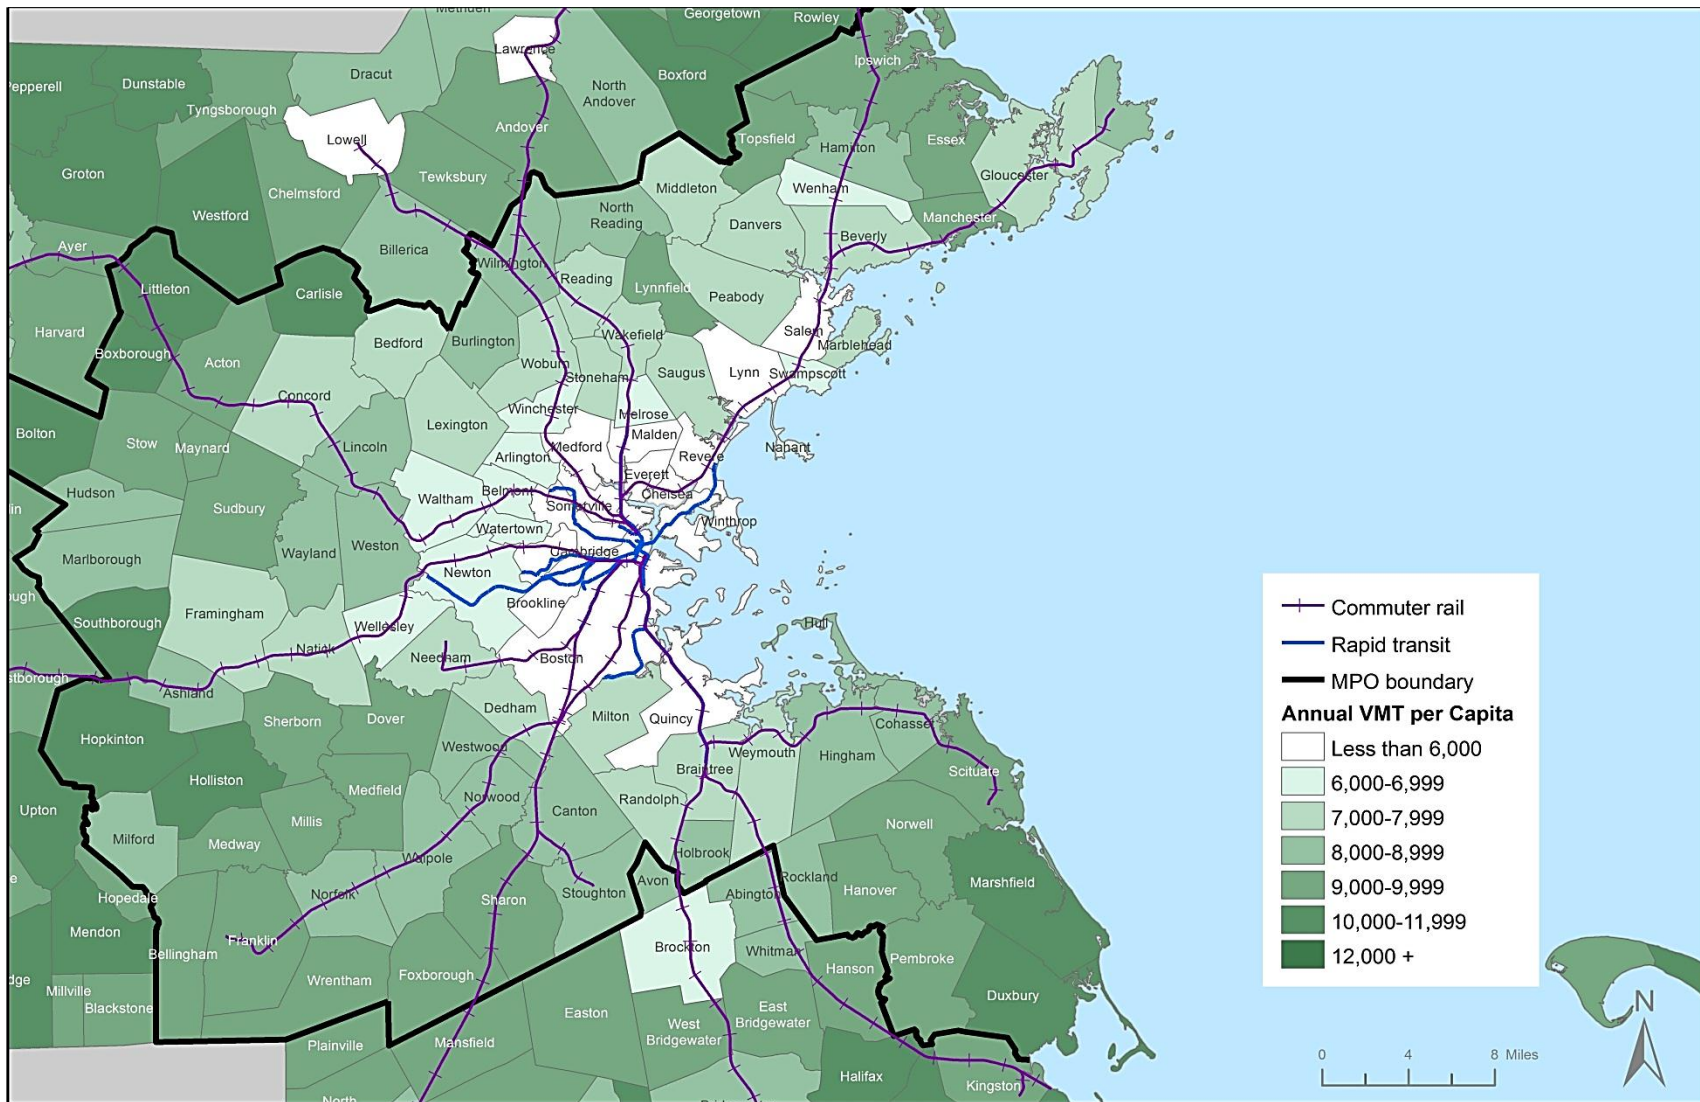 Methuen
Georgetown
Rowley
Lawrence
Ipswich
Pepperell
Dunstable
Dracut
North
Andover
Boxford
Tyngsborough
Andover
Topsfield
Essex
Lowell
Hamilton
Groton
Tewksbury
Middleton
Wenham
Gloucester
Chelmsford
Westford
North
Reading
Danvers
Manchester
Beverly
Ayer
Billerica
Wilmington
Reading
Lynnfield
Peabody
Littleton
Carlisle
Harvard
Salem
Marblehead
Boxborough
Acton
Bedford
Burlington
Wakefield
Woburn
Stoneham
Saugus
Lynn
Swampscott
Concord
Winchester
Melrose
Bolton
Stow
Maynard
Lincoln
Lexington
Medford
Malden
Nahant
Arlington
Revere
Everett
Hudson
Waltham
Belmont
Chelsea
lin
Sudbury
Somerville
Winthrop
Watertown
Wayland
Weston
Cambridge
Marlborough
Newton
ough
Framingham
Brookline
Southborough
Wellesley
Hull
Natick
Needham
Boston
stborough
Ashland
Sherborn
Dover
Dedham
Milton
Quincy
Cohasset
Hopkinton
Westwood
Weymouth
Hingham
Braintree
Scituate
Holliston
Medfield
Norwood
Randolph
Upton
Millis
Canton
Norwell
Milford
Medway
Walpole
Holbrook
e
Hopedale
Norfolk
Sharon
Stoughton
Avon
Abington
Rockland
Hanover
Marshfield
Mendon
Franklin
Bellingham
Brockton
Whitman
Pembroke
dge
Millville
Blackstone
Wrentham
Foxborough
Hanson
Easton
West
Bridgewater
East
Bridgewater
Duxbury
Plainville
Mansfield
Halifax
Kingston
North
Commuter rail
Rapid transit
MPO boundary
Annual VMT per Capita
Less than 6,000
6,000-6,999
7,000-7,999
8,000-8,999
9,000-9,999
10,000-11,999
12,000 +
N
0 4 8 Miles